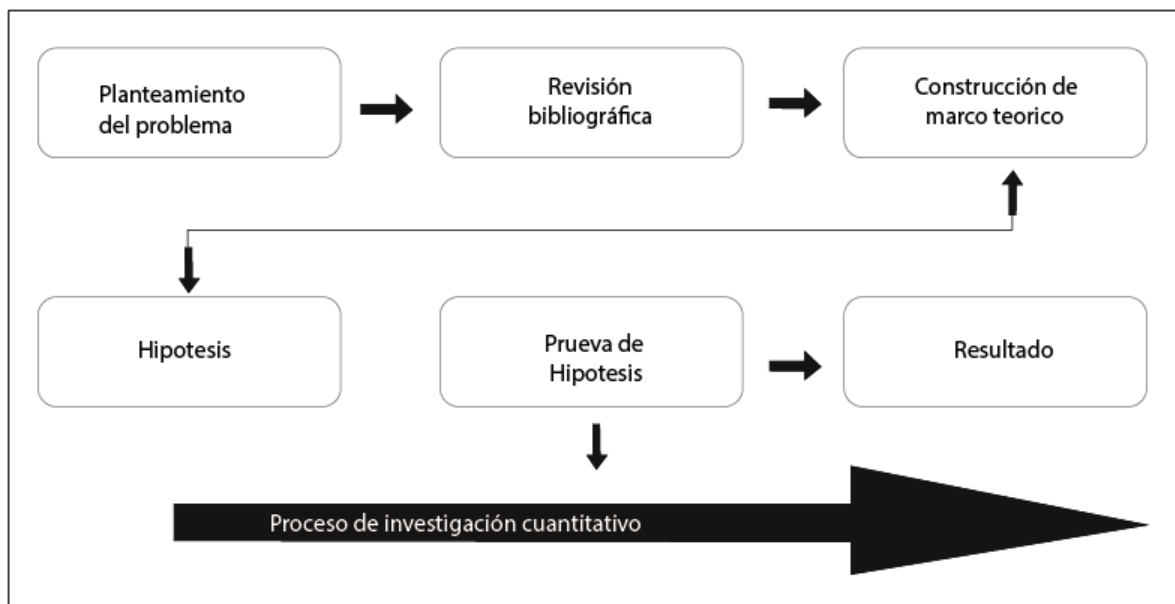 Planteamiento
del problema
Revisión
bibliográfica
Construcción de
marco teorico
Hipotesis
Prueva de
Hipotesis
Resultado
Proceso de investigación cuantitativo